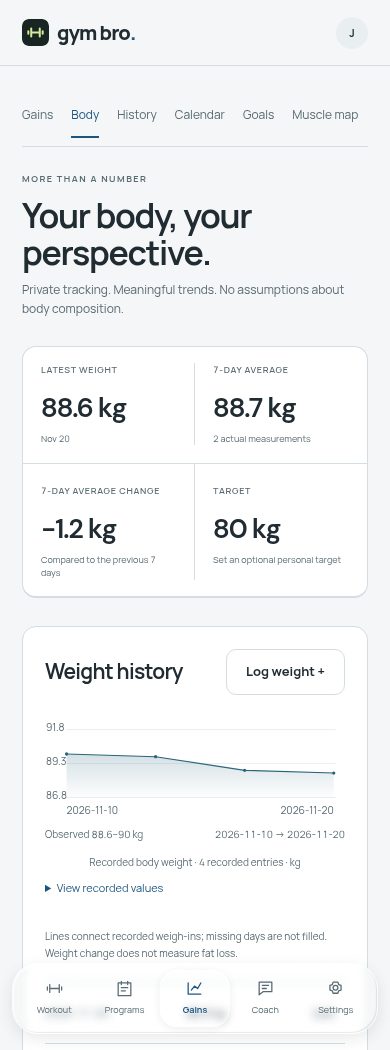 gym bro.
J
Gains Body History Calendar Goals Muscle map
MORE THAN A NUMBER
Your body, your
perspective.
Private tracking. Meaningful trends. No assumptions about
body composition.
LATEST WEIGHT
88.6 kg
Nov 20
7-DAY AVERAGE
88.7 kg
2 actual measurements
7-DAY AVERAGE CHANGE
−1.2 kg
Compared to the previous 7
days
TARGET
80 kg
Set an optional personal target
Weight history
Log weight +
91.8
89.3
86.8
2026-11-10 2026-11-20
Observed 88.6–90 kg 2026-11-10 → 2026-11-20
Recorded body weight · 4 recorded entries · kg
View recorded values
Lines connect recorded weigh-ins; missing days are not filled.
Weight change does not measure fat loss.
Workout Programs Gains Coach Settings